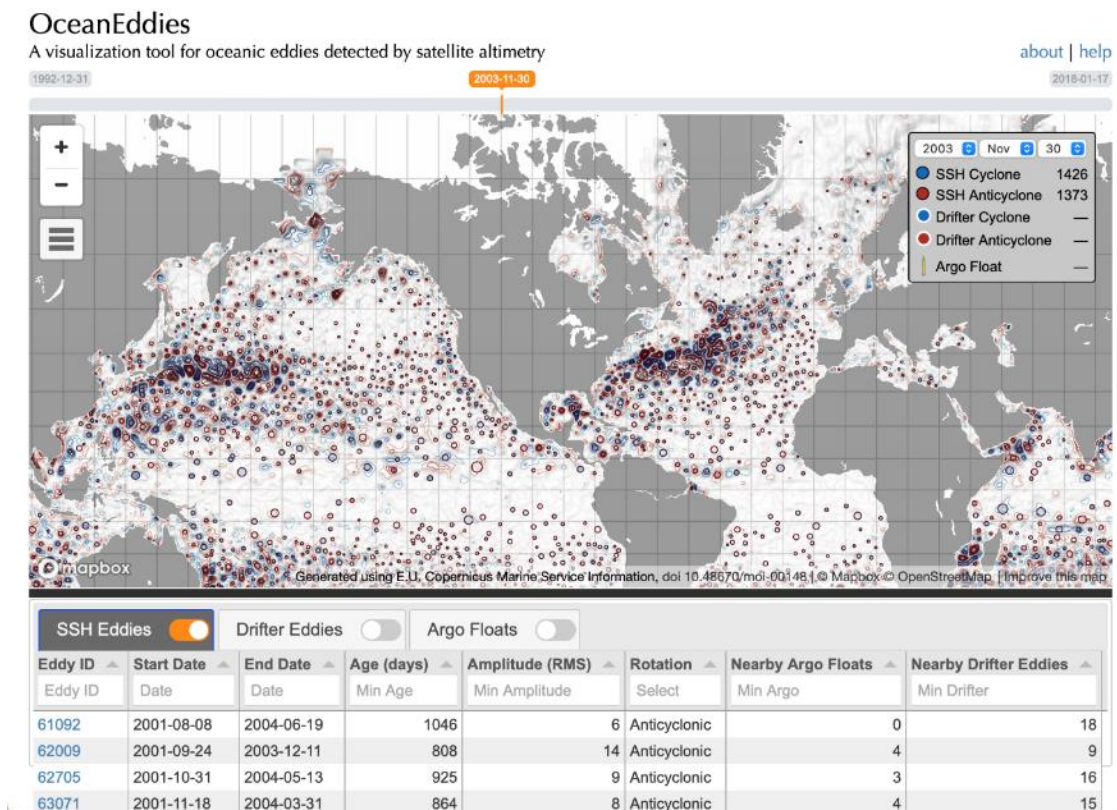 OceanEddies
A visualization tool for oceanic eddies detected by satellite altimetry
about | help
1992-12-31
2003-11-30
2018-01-17
+
−
2003 Nov 30
SSH Cyclone 1426
SSH Anticyclone 1373
Drifter Cyclone —
Drifter Anticyclone —
Argo Float —
mapbox
Generated using E.U. Copernicus Marine Service Information, doi 10.48670/moi-00148 | © Mapbox © OpenStreetMap | Improve this map
SSH Eddies Drifter Eddies Argo Floats
Eddy ID Start Date End Date Age (days) Amplitude (RMS) Rotation Nearby Argo Floats Nearby Drifter Eddies
Eddy ID Date Date Min Age Min Amplitude Select Min Argo Min Drifter
61092 2001-08-08 2004-06-19 1046 6 Anticyclonic 0 18
62009 2001-09-24 2003-12-11 808 14 Anticyclonic 4 9
62705 2001-10-31 2004-05-13 925 9 Anticyclonic 3 16
63071 2001-11-18 2004-03-31 864 8 Anticyclonic 4 15